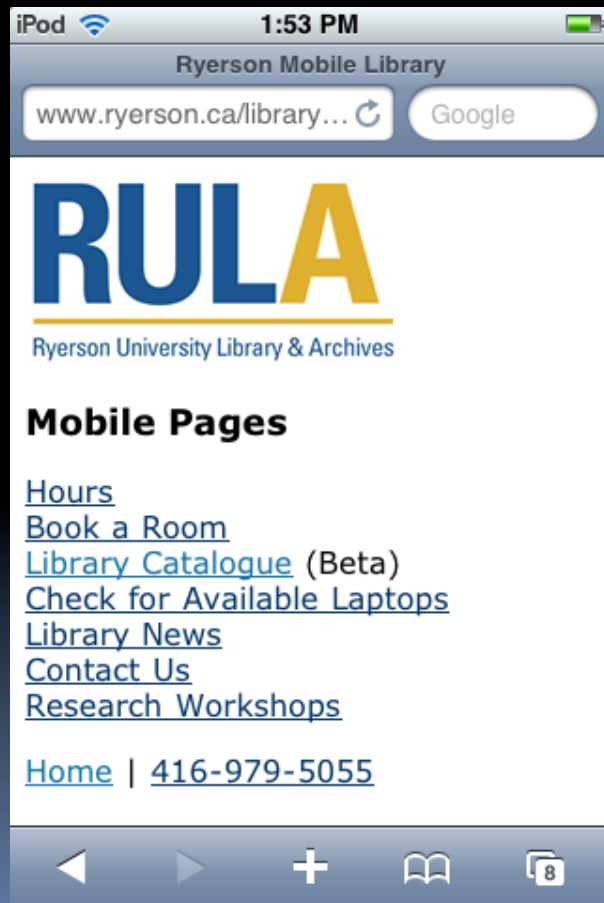 iPod 1:53 PM
Ryerson Mobile Library
www.ryerson.ca/library... Google
RULA
Ryerson University Library & Archives
Mobile Pages
Hours
Book a Room
Library Catalogue (Beta)
Check for Available Laptops
Library News
Contact Us
Research Workshops
Home | 416-979-5055
8